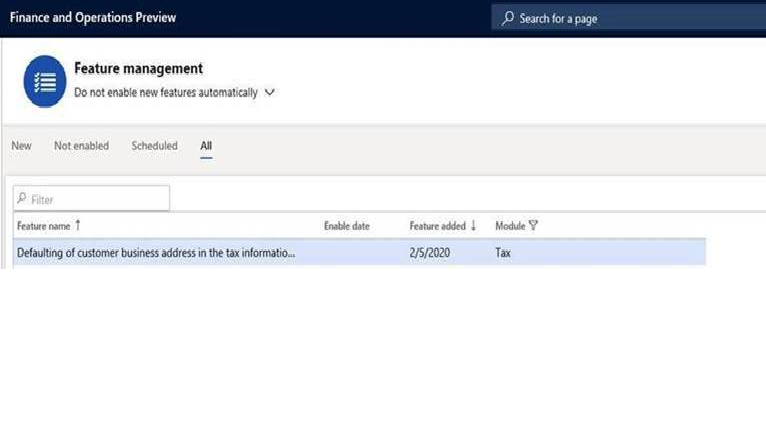 Finance and Operations Preview
Search for a page
Feature management
Do not enable new features automatically
New Not enabled Scheduled All
Filter
Feature name Enable date Feature added Module
Defaulting of customer business address in the tax informatio... 2/5/2020 Tax